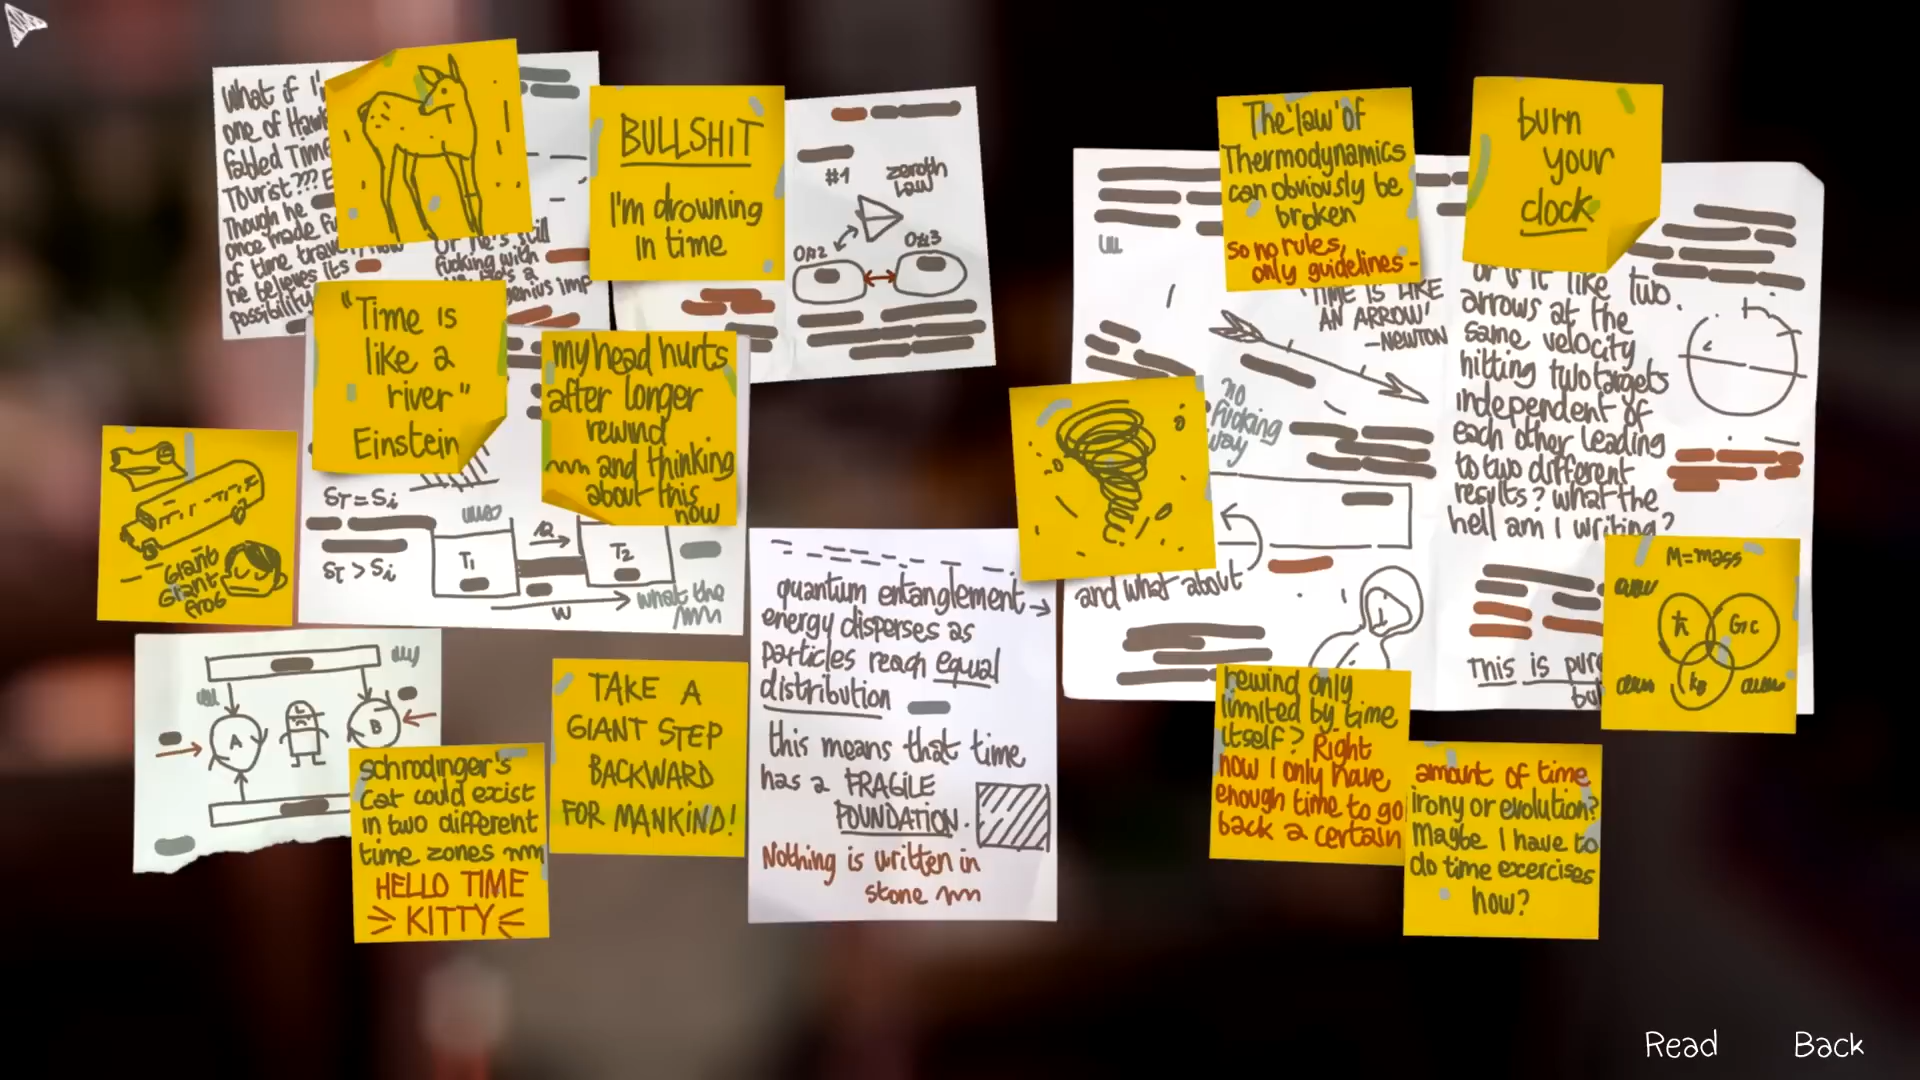 What if I'
one of
fabled Time
Tourist???
Though he
once made
of time
he believes its
possibility
or he's still
fucking with
he's a
genius
BULLSHIT
I'm drowning
in time
#1
zeroth
law
"Time is
like a
river"
Einstein
my head hurts
after longer
rewind
and thinking
about this
now
Giant
Giant
frog
ST = Si
ST > Si
T1
T2
W
what the
A
B
schrodinger's
cat could exist
in two different
time zones
HELLO TIME
KITTY
TAKE A
GIANT STEP
BACKWARD
FOR MANKIND!
quantum entanglement
energy disperses as
particles reach equal
distribution
this means that time
has a FRAGILE
FOUNDATION.
Nothing is written in
stone
The 'law' of
Thermodynamics
can obviously be
broken
so no rules,
only guidelines-
burn
your
clock
'TIME IS LIKE
AN ARROW'
-NEWTON
no
fucking
way
and what about
or is it like two
arrows at the
same velocity
hitting two targets
independent of
each other leading
to two different
results? what the
hell am I writing?
This is
M=mass
ħ
G,c
kB
rewind only
limited by time
itself? Right
now I only have
enough time to go
back a certain
amount of time
irony or evolution?
Maybe I have to
do time exercises
now?
Read
Back